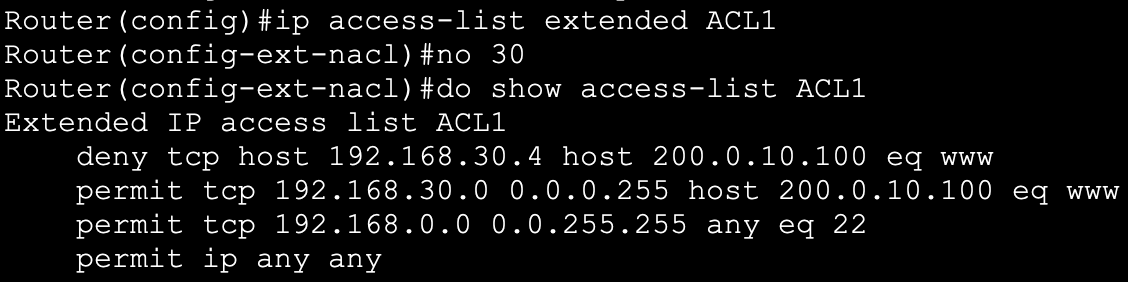 Router(config)#ip access-list extended ACL1
Router(config-ext-nacl)#no 30
Router(config-ext-nacl)#do show access-list ACL1
Extended IP access list ACL1
    deny tcp host 192.168.30.4 host 200.0.10.100 eq www
    permit tcp 192.168.30.0 0.0.0.255 host 200.0.10.100 eq www
    permit tcp 192.168.0.0 0.0.255.255 any eq 22
    permit ip any any